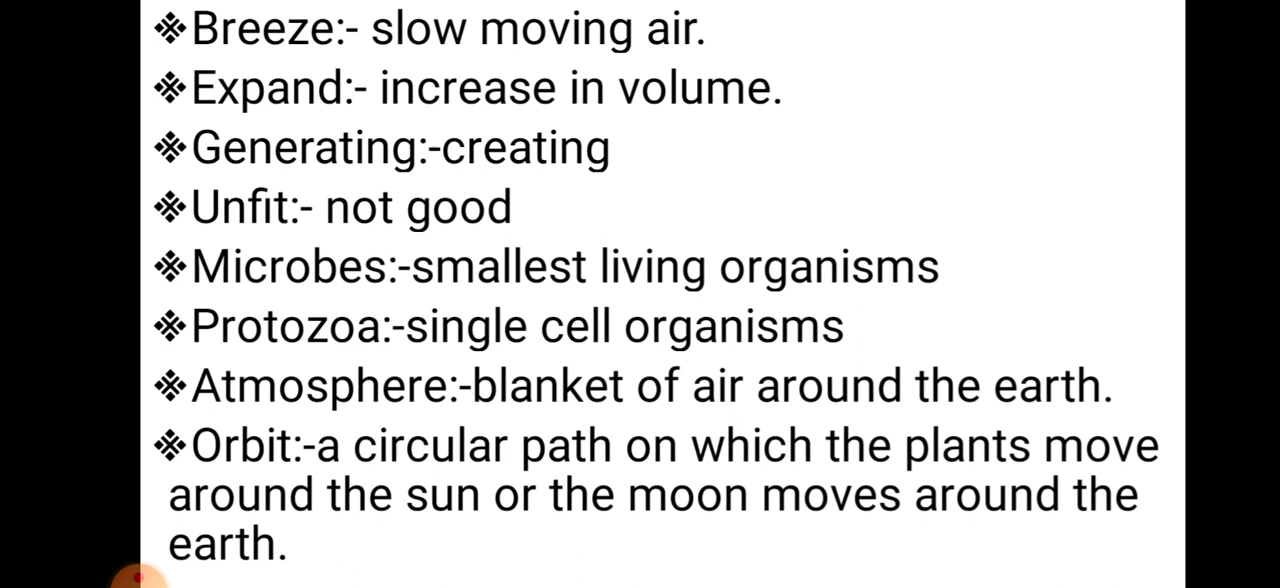 ❖Breeze:- slow moving air.
❖Expand:- increase in volume.
❖Generating:-creating
❖Unfit:- not good
❖Microbes:-smallest living organisms
❖Protozoa:-single cell organisms
❖Atmosphere:-blanket of air around the earth.
❖Orbit:-a circular path on which the plants move
around the sun or the moon moves around the
earth.